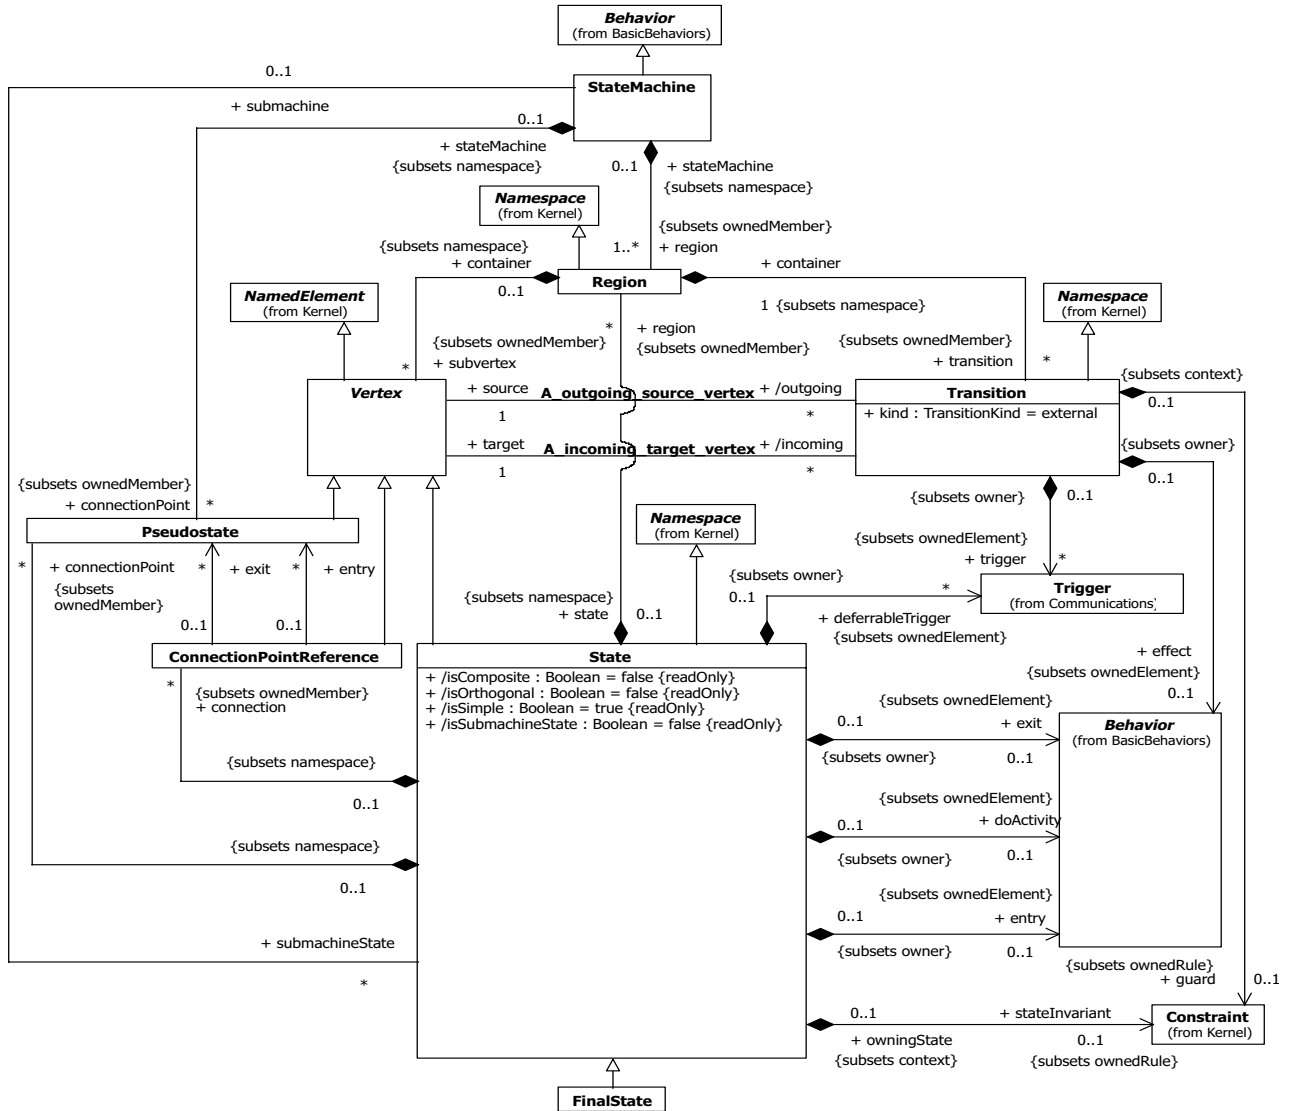 Behavior
(from BasicBehaviors)
0..1
StateMachine
+ submachine
0..1
+ stateMachine
{subsets namespace}
0..1
+ stateMachine
{subsets namespace}
Namespace
(from Kernel)
{subsets ownedMember}
1..*
+ region
{subsets namespace}
+ container
0..1
Region
+ container
1 {subsets namespace}
NamedElement
(from Kernel)
Namespace
(from Kernel)
*
+ region
{subsets ownedMember}
{subsets ownedMember}
+ subvertex
*
{subsets ownedMember}
+ transition
*
Vertex
+ source
A_outgoing_source_vertex
+ /outgoing
1
*
Transition
+ kind : TransitionKind = external
{subsets context}
0..1
+ target
A_incoming_target_vertex
+ /incoming
1
*
{subsets owner}
0..1
{subsets ownedMember}
+ connectionPoint
*
{subsets owner}
0..1
Pseudostate
Namespace
(from Kernel)
{subsets ownedElement}
+ trigger
*
*
+ connectionPoint
{subsets
ownedMember}
*
+ exit
*
+ entry
{subsets owner}
0..1
*
Trigger
(from Communications)
{subsets namespace}
+ state
0..1
+ deferrableTrigger
{subsets ownedElement}
0..1
0..1
ConnectionPointReference
State
+ /isComposite : Boolean = false {readOnly}
+ /isOrthogonal : Boolean = false {readOnly}
+ /isSimple : Boolean = true {readOnly}
+ /isSubmachineState : Boolean = false {readOnly}
+ effect
{subsets ownedElement}
0..1
*
{subsets ownedMember}
+ connection
{subsets ownedElement}
0..1
+ exit
{subsets owner}
0..1
Behavior
(from BasicBehaviors)
{subsets namespace}
0..1
{subsets ownedElement}
0..1
+ doActivity
{subsets owner}
0..1
{subsets namespace}
0..1
{subsets ownedElement}
0..1
+ entry
{subsets owner}
0..1
+ submachineState
*
{subsets ownedRule}
+ guard
0..1
0..1
+ stateInvariant
+ owningState
0..1
{subsets context}
{subsets ownedRule}
Constraint
(from Kernel)
FinalState